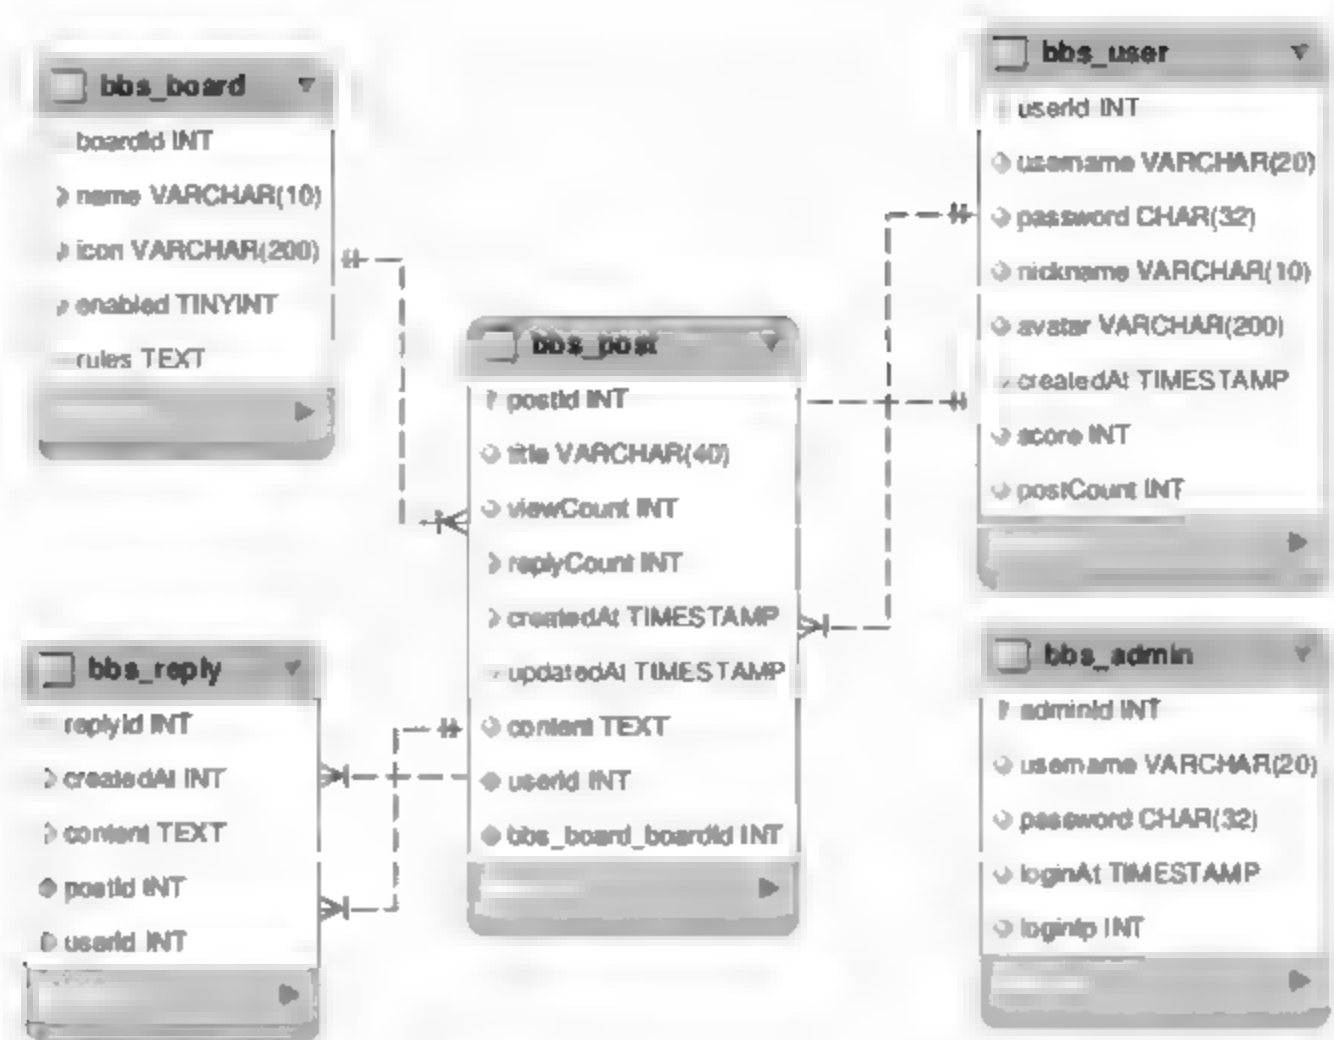 bbs_board
boardId INT
name VARCHAR(10)
icon VARCHAR(200)
enabled TINYINT
rules TEXT
bbs_user
userId INT
username VARCHAR(20)
password CHAR(32)
nickname VARCHAR(10)
avatar VARCHAR(200)
createdAt TIMESTAMP
score INT
postCount INT
bbs_post
postId INT
title VARCHAR(40)
viewCount INT
replyCount INT
createdAt TIMESTAMP
updatedAt TIMESTAMP
content TEXT
userId INT
bbs_board_boardId INT
bbs_reply
replyId INT
createdAt INT
content TEXT
postId INT
userId INT
bbs_admin
adminId INT
username VARCHAR(20)
password CHAR(32)
loginAt TIMESTAMP
loginIp INT